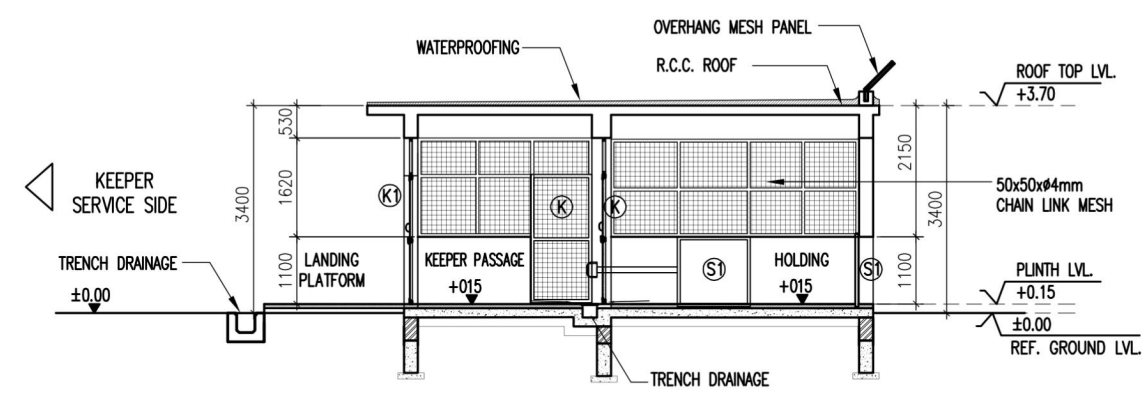 OVERHANG MESH PANEL
WATERPROOFING
R.C.C. ROOF
ROOF TOP LVL.
+3.70
530
2150
1620
3400
K1
K
K
50x50xø4mm
CHAIN LINK MESH
3400
KEEPER
SERVICE SIDE
TRENCH DRAINAGE
±0.00
1100
LANDING
PLATFORM
KEEPER PASSAGE
+015
S1
HOLDING
+015
S1
1100
PLINTH LVL.
+0.15
±0.00
REF. GROUND LVL.
TRENCH DRAINAGE